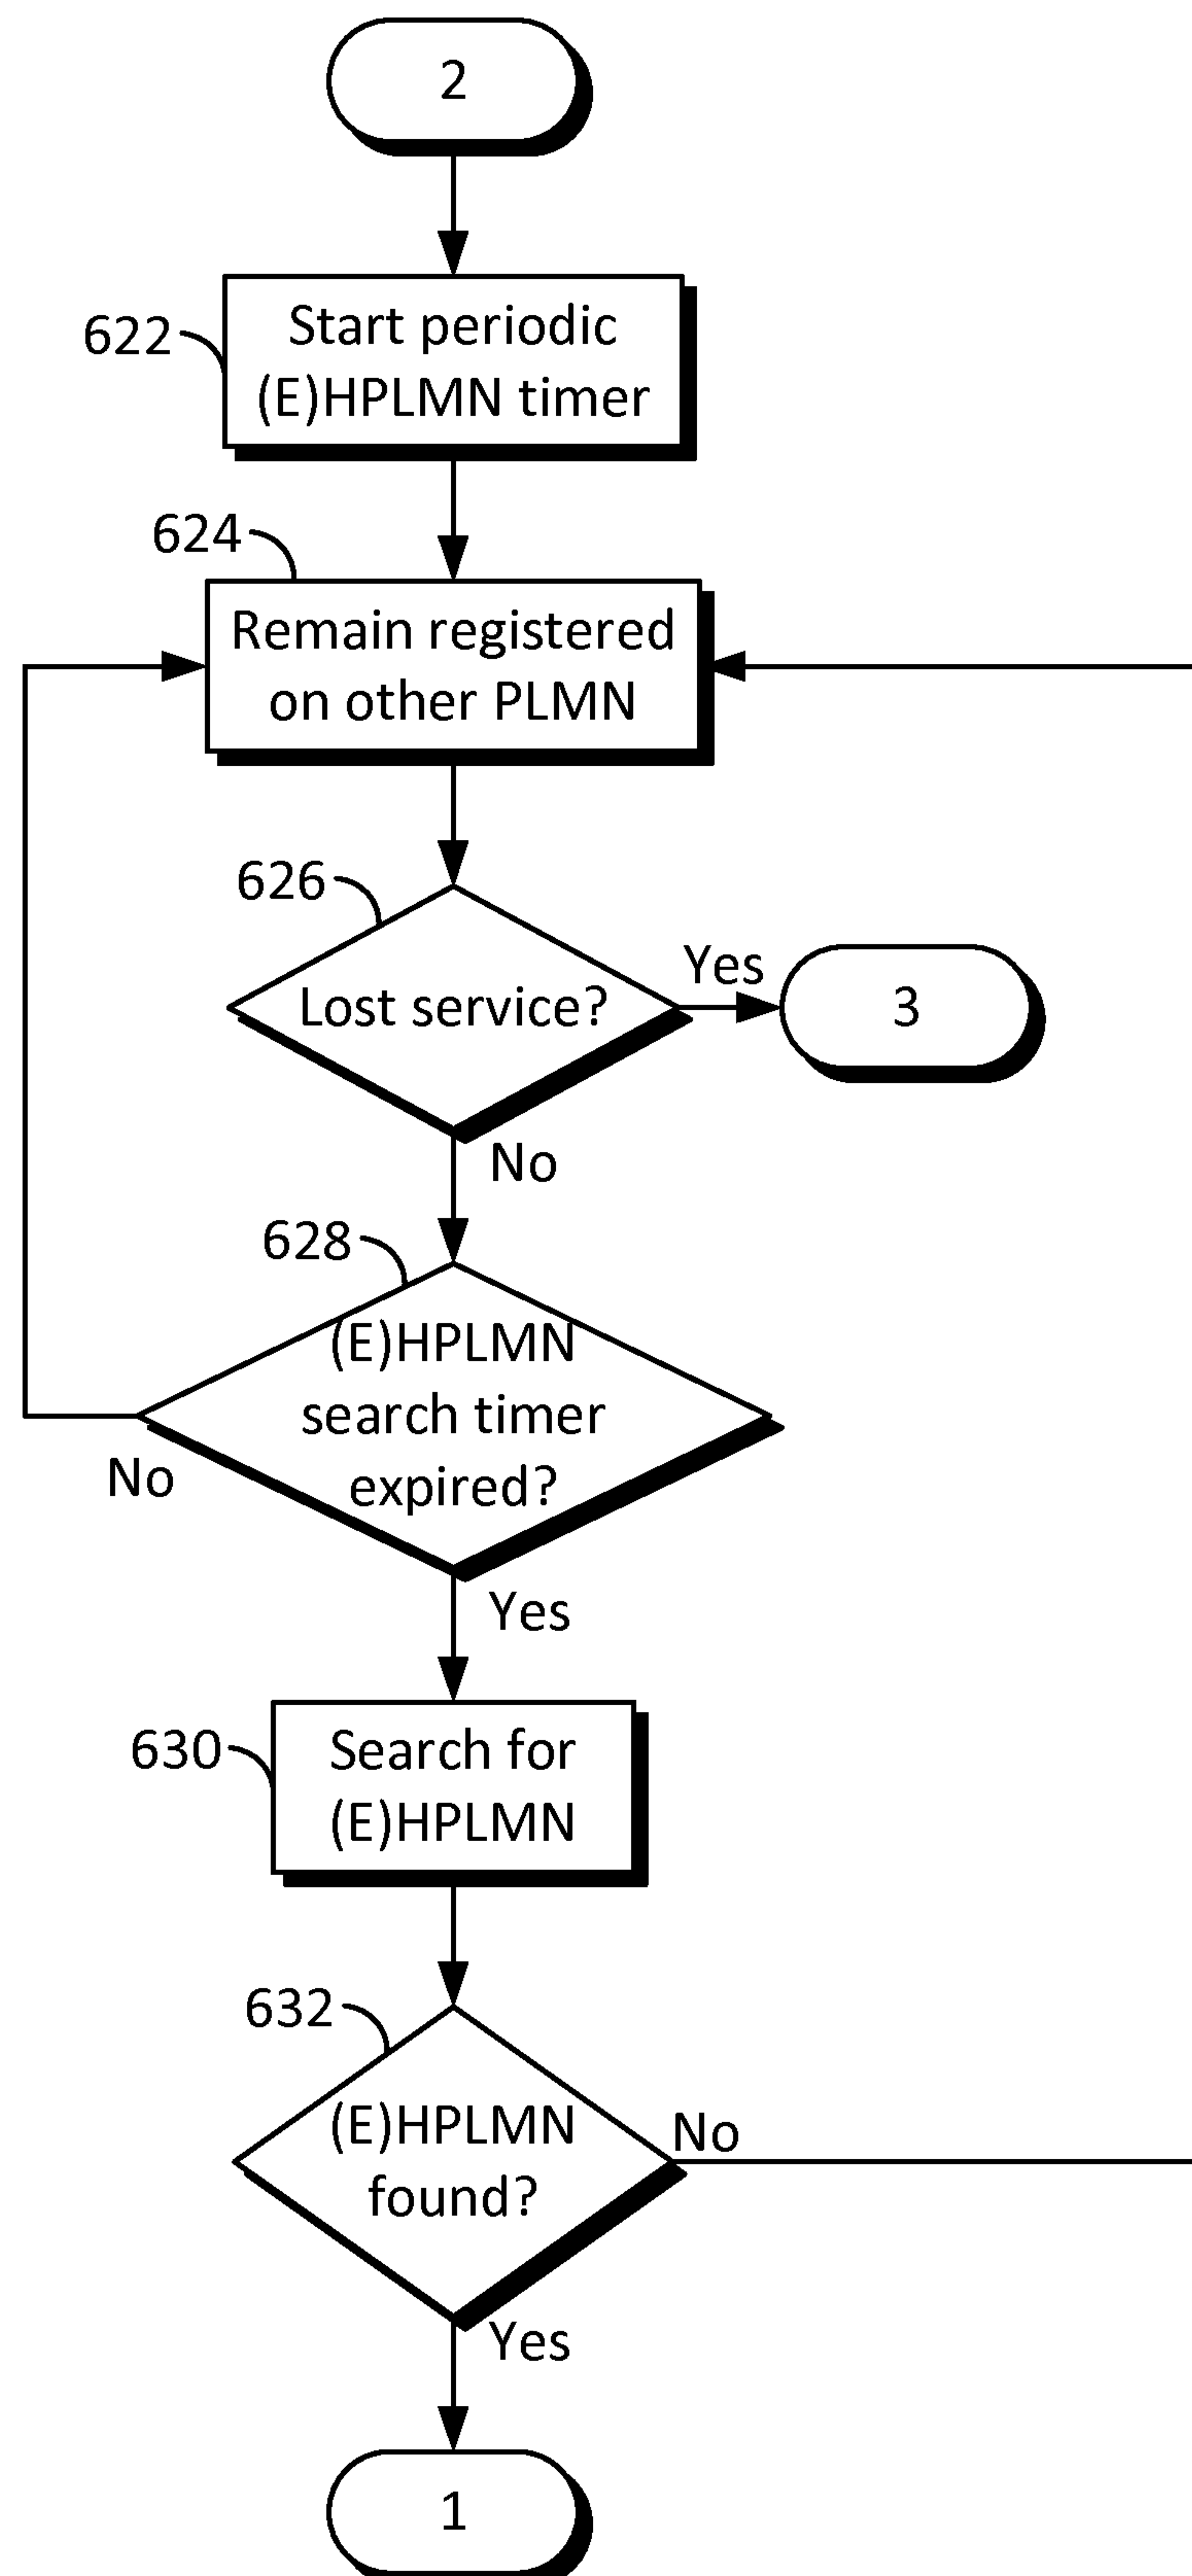 2
622
Start periodic
(E)HPLMN timer
624
Remain registered
on other PLMN
626
Lost service?
Yes
3
No
628
(E)HPLMN
search timer
expired?
No
Yes
630
Search for
(E)HPLMN
632
(E)HPLMN
found?
No
Yes
1